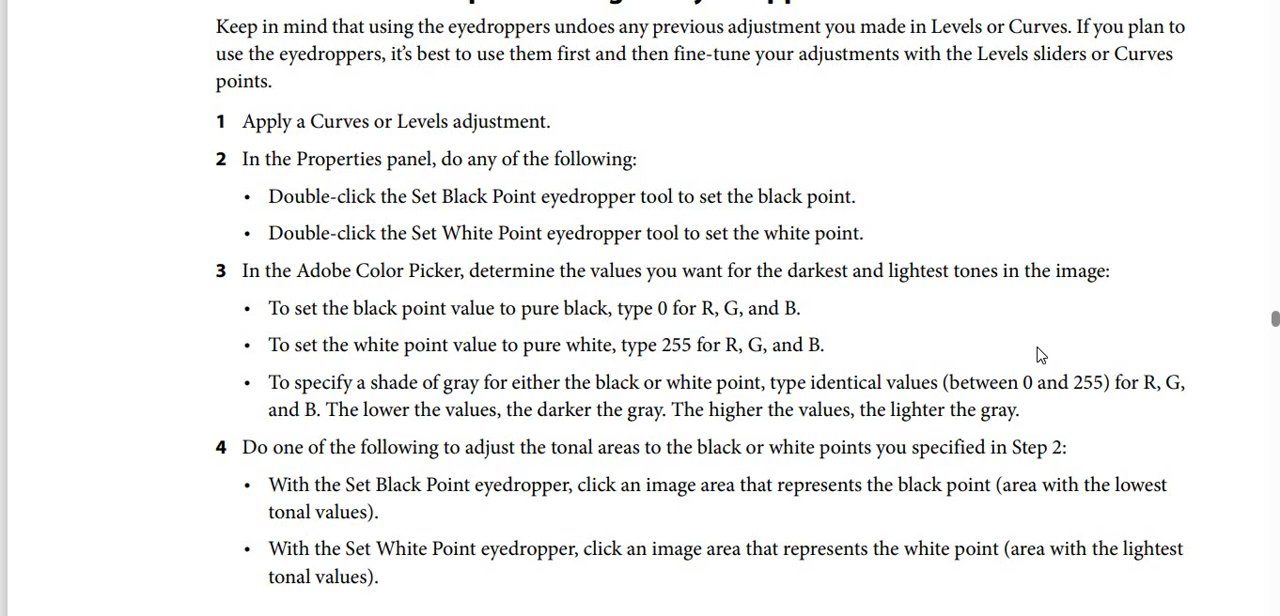 Keep in mind that using the eyedroppers undoes any previous adjustment you made in Levels or Curves. If you plan to
use the eyedroppers, it's best to use them first and then fine-tune your adjustments with the Levels sliders or Curves
points.
1 Apply a Curves or Levels adjustment.
2 In the Properties panel, do any of the following:
• Double-click the Set Black Point eyedropper tool to set the black point.
• Double-click the Set White Point eyedropper tool to set the white point.
3 In the Adobe Color Picker, determine the values you want for the darkest and lightest tones in the image:
• To set the black point value to pure black, type 0 for R, G, and B.
• To set the white point value to pure white, type 255 for R, G, and B.
• To specify a shade of gray for either the black or white point, type identical values (between 0 and 255) for R, G,
and B. The lower the values, the darker the gray. The higher the values, the lighter the gray.
4 Do one of the following to adjust the tonal areas to the black or white points you specified in Step 2:
• With the Set Black Point eyedropper, click an image area that represents the black point (area with the lowest
tonal values).
• With the Set White Point eyedropper, click an image area that represents the white point (area with the lightest
tonal values).